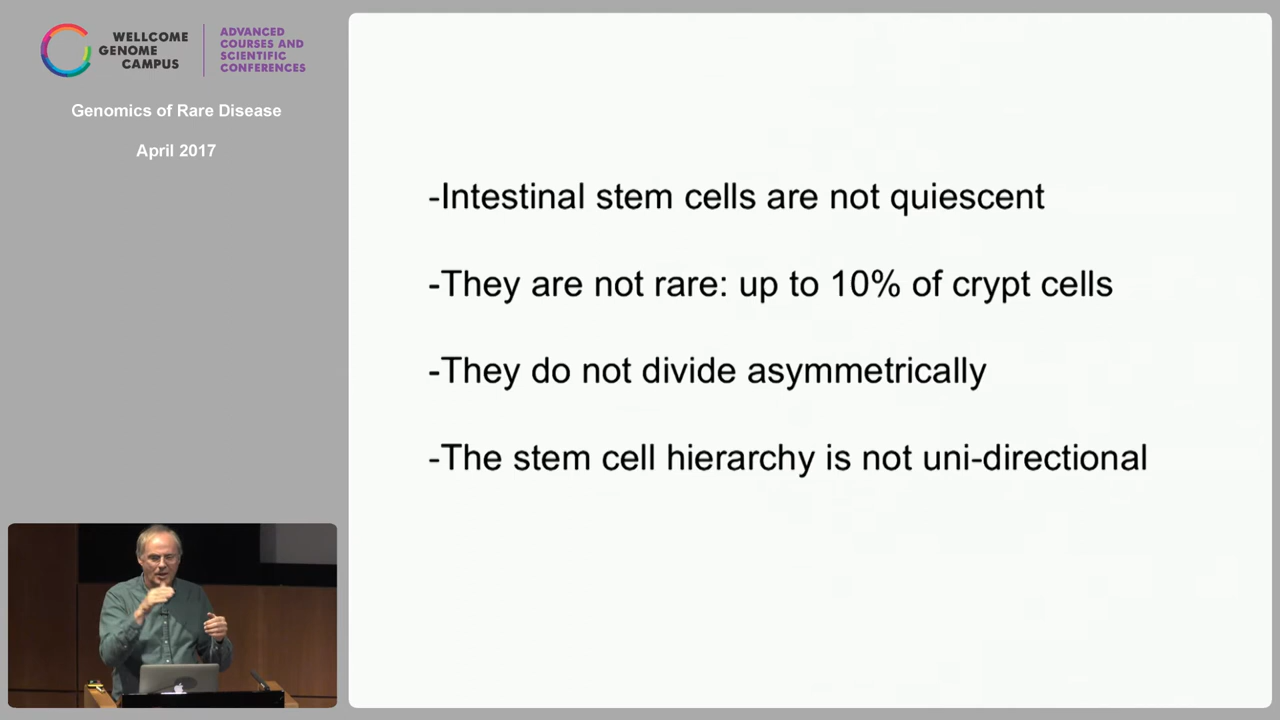 WELLCOME
GENOME
CAMPUS
ADVANCED
COURSES AND
SCIENTIFIC
CONFERENCES
Genomics of Rare Disease
April 2017
-Intestinal stem cells are not quiescent
-They are not rare: up to 10% of crypt cells
-They do not divide asymmetrically
-The stem cell hierarchy is not uni-directional